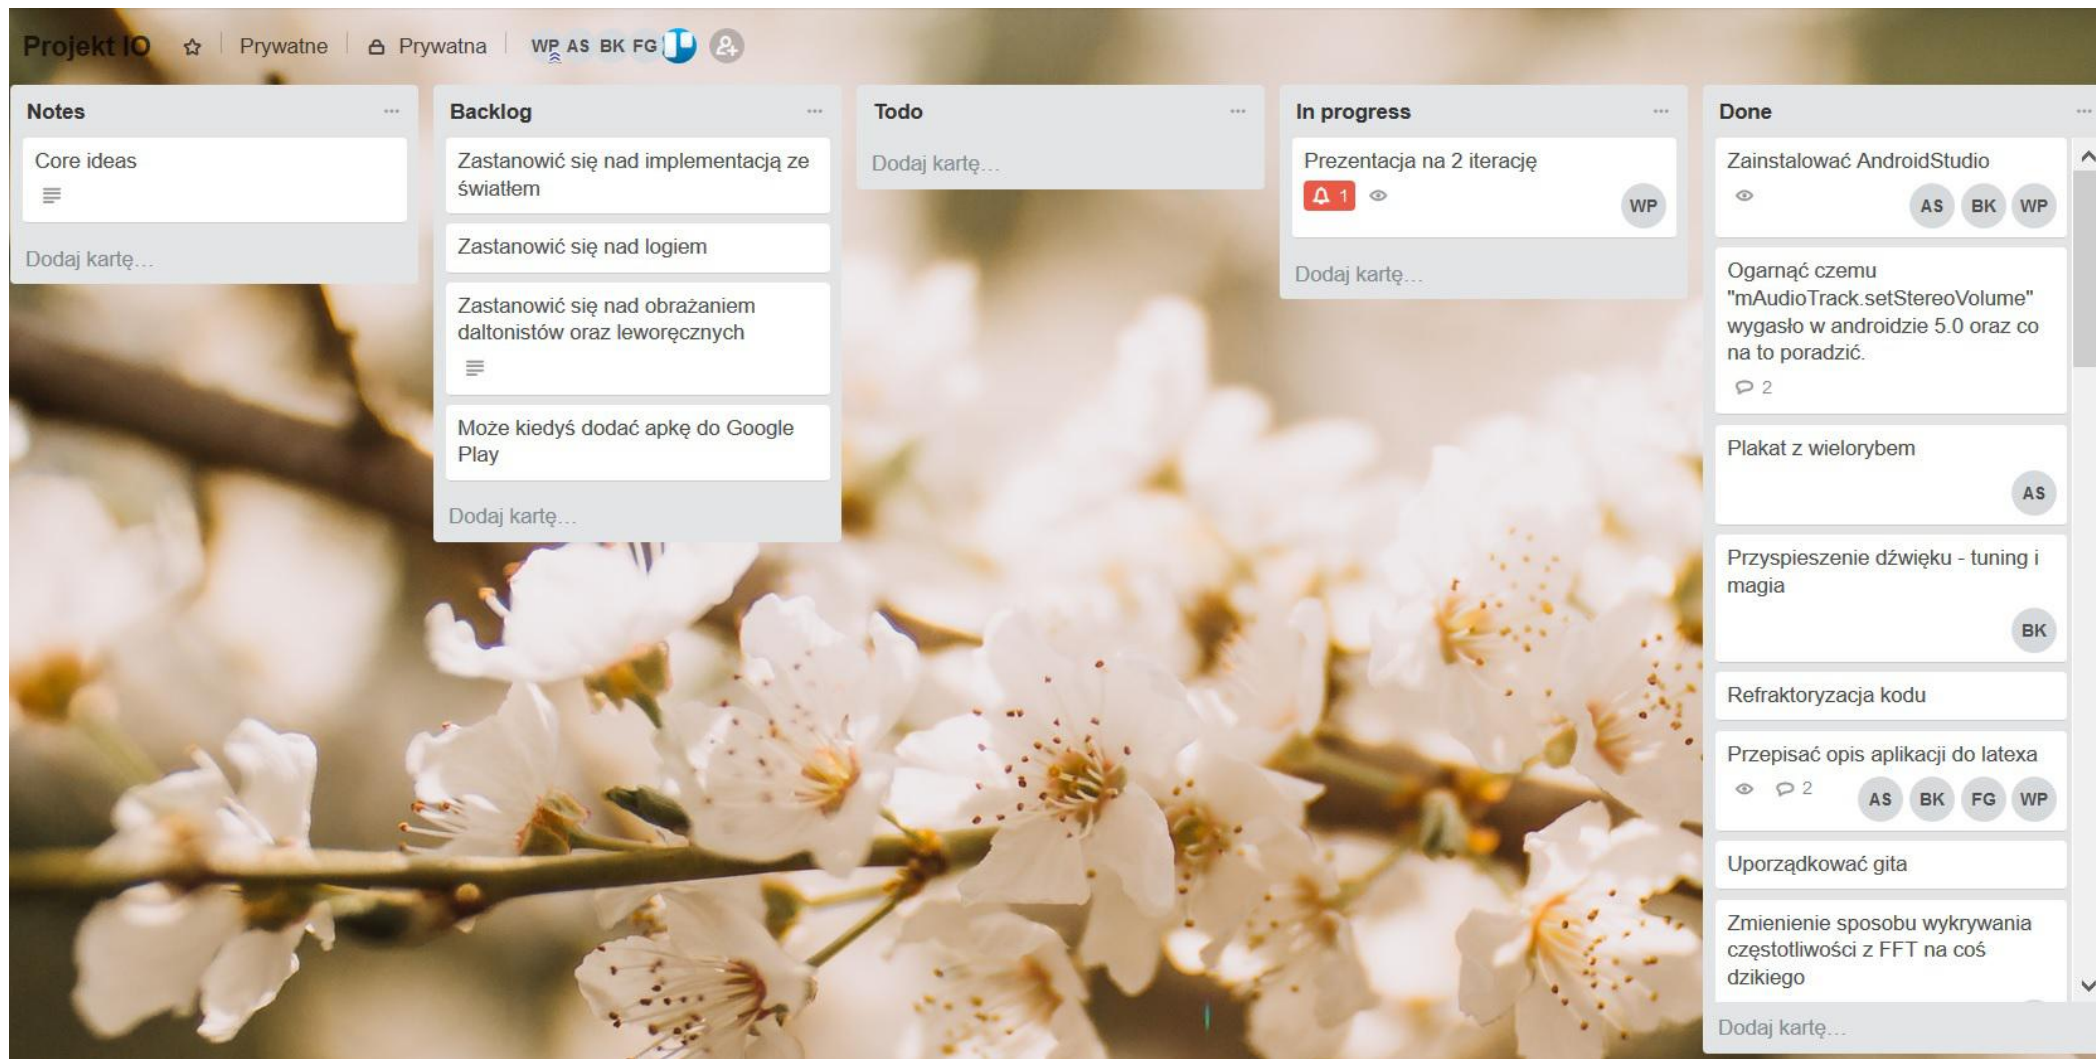 Projekt IO Prywatne Prywatna WP AS BK FG
Notes
Core ideas
Dodaj kartę...
Backlog
Zastanowić się nad implementacją ze
światłem
Zastanowić się nad logiem
Zastanowić się nad obrażaniem
daltonistów oraz leworęcznych
Może kiedyś dodać apkę do Google
Play
Dodaj kartę...
Todo
Dodaj kartę...
In progress
Prezentacja na 2 iterację
1
WP
Dodaj kartę...
Done
Zainstalować AndroidStudio
AS BK WP
Ogarnąć czemu
"mAudioTrack.setStereoVolume"
wygasło w androidzie 5.0 oraz co
na to poradzić.
2
Plakat z wielorybem
AS
Przyspieszenie dźwięku - tuning i
magia
BK
Refraktoryzacja kodu
Przepisać opis aplikacji do latexa
2 AS BK FG WP
Uporządkować gita
Zmienienie sposobu wykrywania
częstotliwości z FFT na coś
dzikiego
Dodaj kartę...